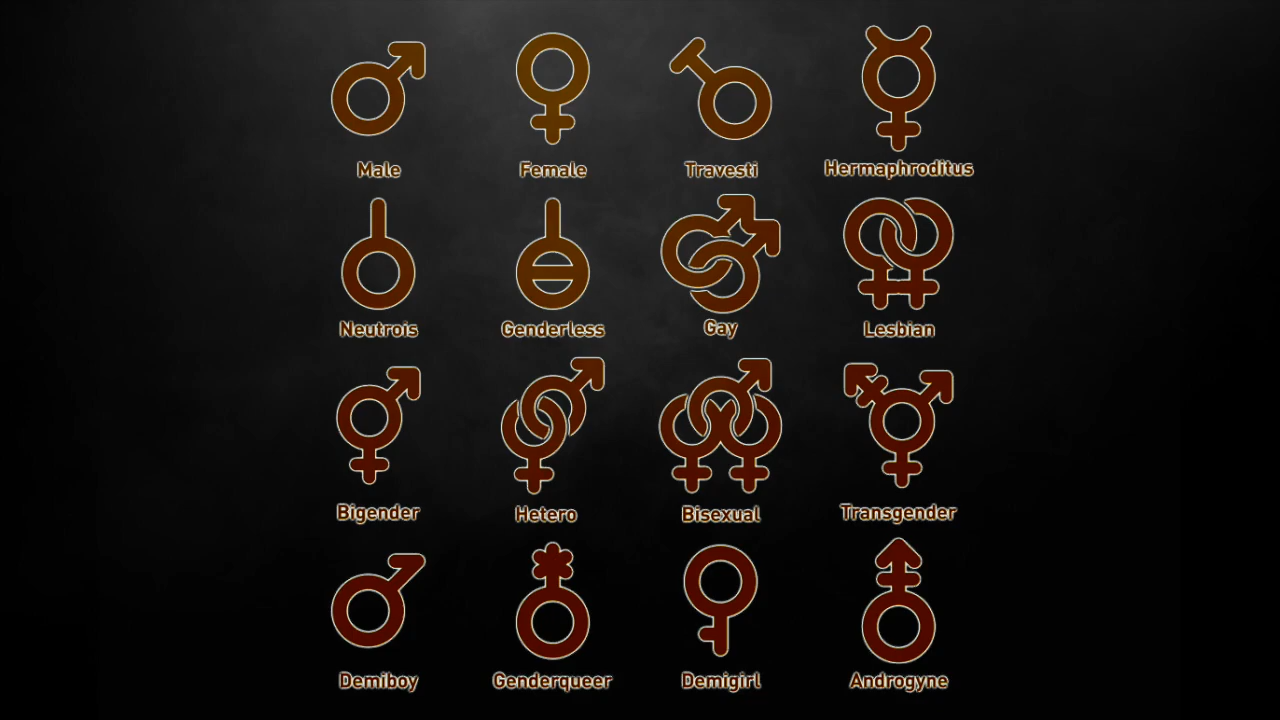 Male
Female
Travesti
Hermaphroditus
Neutrois
Genderless
Gay
Lesbian
Bigender
Hetero
Bisexual
Transgender
Demiboy
Genderqueer
Demigirl
Androgyne